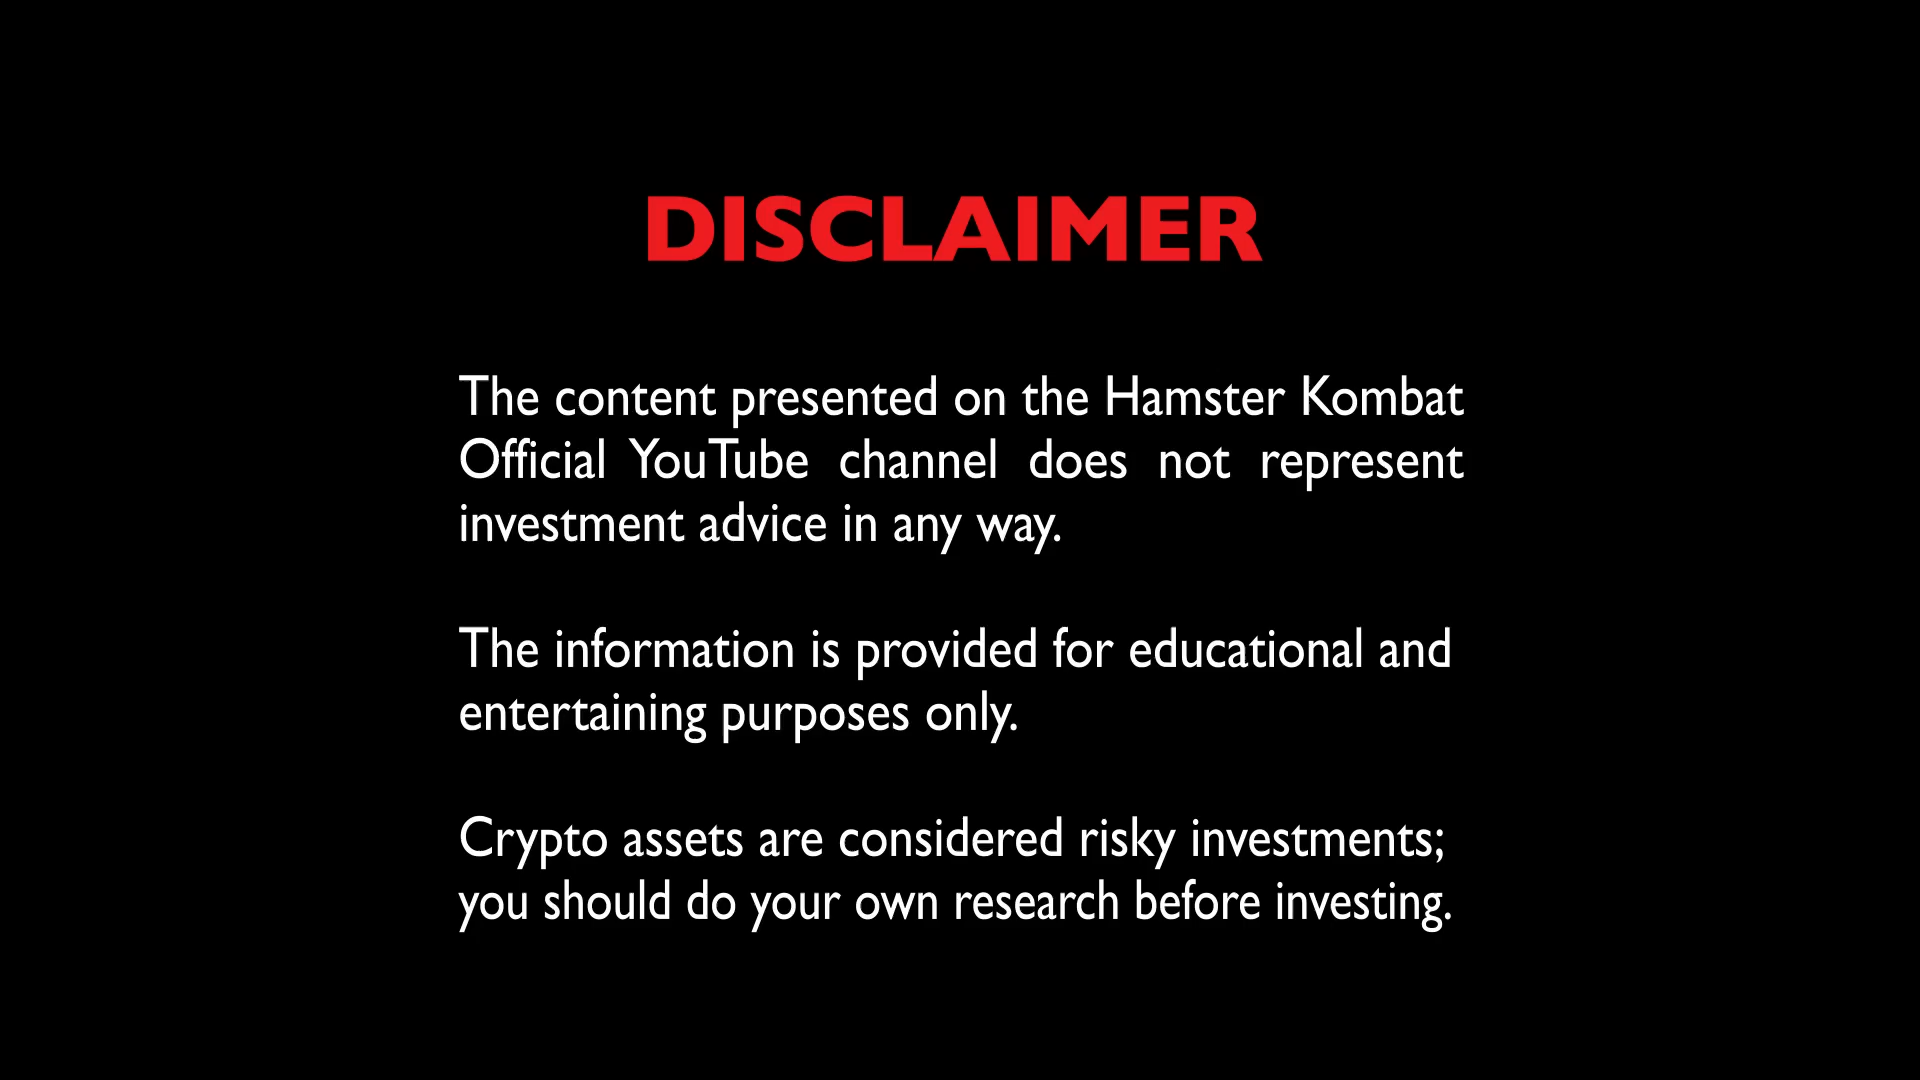 DISCLAIMER
The content presented on the Hamster Kombat
Official YouTube channel does not represent
investment advice in any way.
The information is provided for educational and
entertaining purposes only.
Crypto assets are considered risky investments;
you should do your own research before investing.